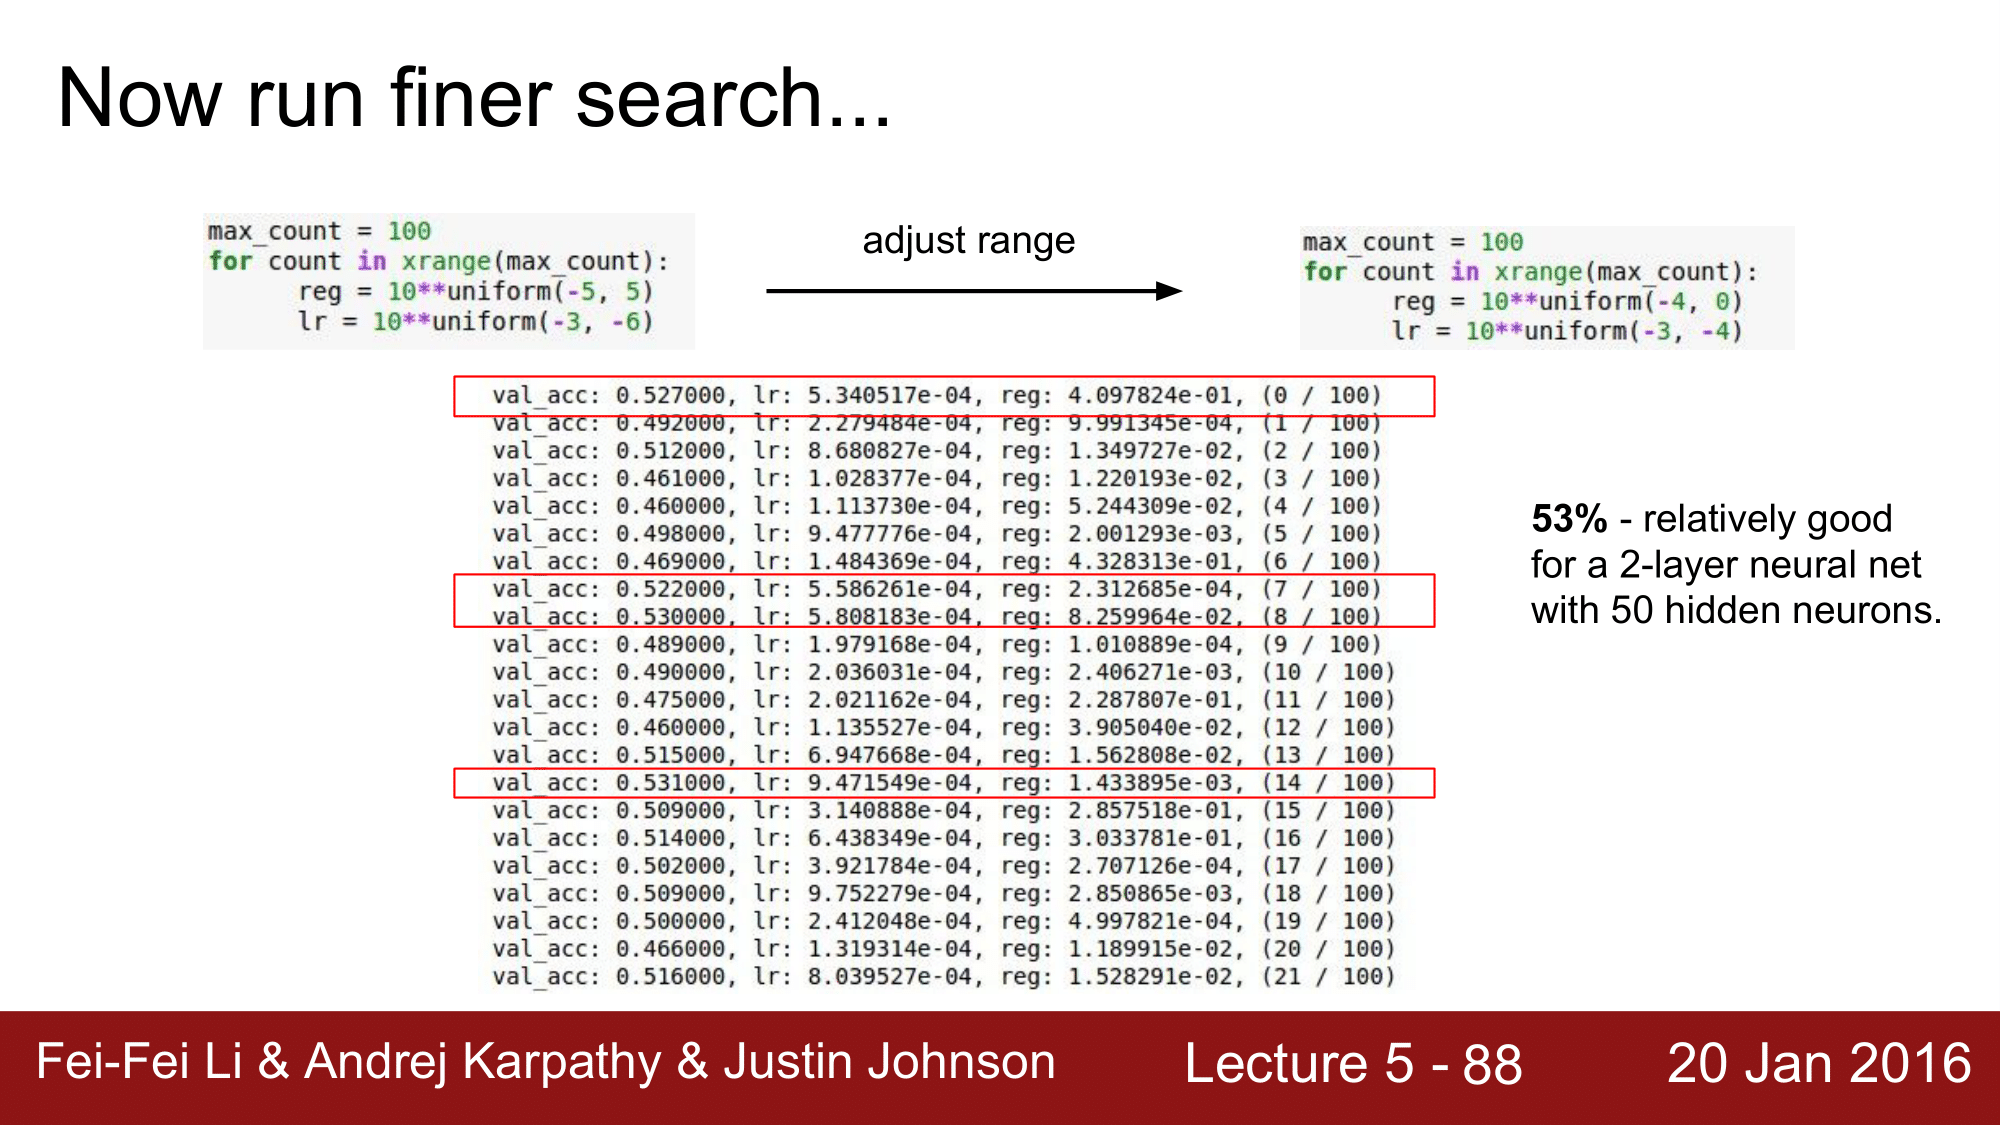 Now run finer search...
max_count = 100
for count in xrange(max_count):
reg = 10**uniform(-5, 5)
lr = 10**uniform(-3, -6)
adjust range
max_count = 100
for count in xrange(max_count):
reg = 10**uniform(-4, 0)
lr = 10**uniform(-3, -4)
val_acc: 0.527000, lr: 5.340517e-04, reg: 4.097824e-01, (0 / 100)
val_acc: 0.492000, lr: 2.279484e-04, reg: 9.991345e-04, (1 / 100)
val_acc: 0.512000, lr: 8.680827e-04, reg: 1.349727e-02, (2 / 100)
val_acc: 0.461000, lr: 1.028377e-04, reg: 1.220193e-02, (3 / 100)
val_acc: 0.460000, lr: 1.113730e-04, reg: 5.244309e-02, (4 / 100)
val_acc: 0.498000, lr: 9.477776e-04, reg: 2.001293e-03, (5 / 100)
val_acc: 0.469000, lr: 1.484369e-04, reg: 4.328313e-01, (6 / 100)
val_acc: 0.522000, lr: 5.586261e-04, reg: 2.312685e-04, (7 / 100)
val_acc: 0.530000, lr: 5.808183e-04, reg: 8.259964e-02, (8 / 100)
val_acc: 0.489000, lr: 1.979168e-04, reg: 1.010889e-04, (9 / 100)
val_acc: 0.490000, lr: 2.036031e-04, reg: 2.406271e-03, (10 / 100)
val_acc: 0.475000, lr: 2.021162e-04, reg: 2.287807e-01, (11 / 100)
val_acc: 0.460000, lr: 1.135527e-04, reg: 3.905040e-02, (12 / 100)
val_acc: 0.515000, lr: 6.947668e-04, reg: 1.562808e-02, (13 / 100)
val_acc: 0.531000, lr: 9.471549e-04, reg: 1.433895e-03, (14 / 100)
val_acc: 0.509000, lr: 3.140888e-04, reg: 2.857518e-01, (15 / 100)
val_acc: 0.514000, lr: 6.438349e-04, reg: 3.033781e-01, (16 / 100)
val_acc: 0.502000, lr: 3.921784e-04, reg: 2.707126e-04, (17 / 100)
val_acc: 0.509000, lr: 9.752279e-04, reg: 2.850865e-03, (18 / 100)
val_acc: 0.500000, lr: 2.412048e-04, reg: 4.997821e-04, (19 / 100)
val_acc: 0.466000, lr: 1.319314e-04, reg: 1.189915e-02, (20 / 100)
val_acc: 0.516000, lr: 8.039527e-04, reg: 1.528291e-02, (21 / 100)
53% - relatively good
for a 2-layer neural net
with 50 hidden neurons.
Fei-Fei Li & Andrej Karpathy & Justin Johnson
Lecture 5 - 88
20 Jan 2016